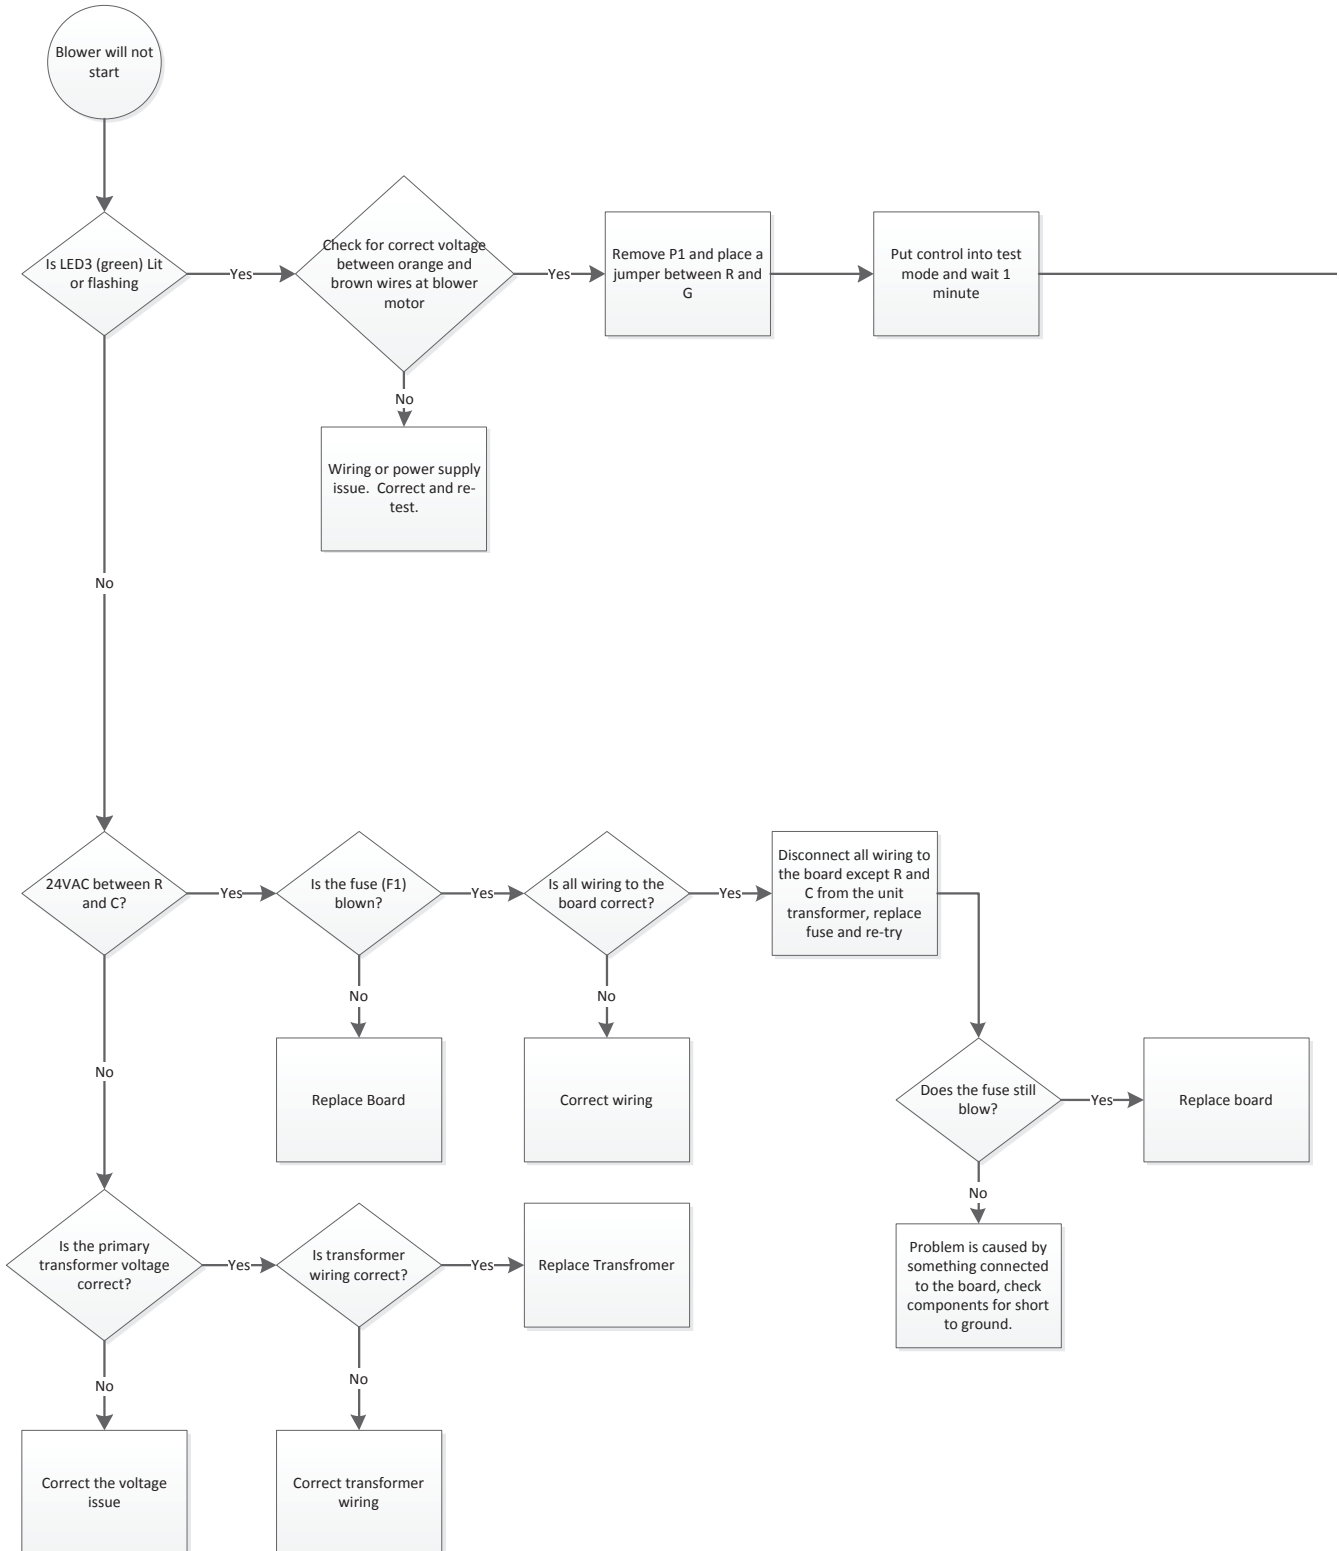 Blower will not
start
Is LED3 (green) Lit
or flashing
Yes
Check for correct voltage
between orange and
brown wires at blower
motor
Yes
Remove P1 and place a
jumper between R and
G
Put control into test
mode and wait 1
minute
No
Wiring or power supply
issue.  Correct and re-
test.
No
24VAC between R
and C?
Yes
Is the fuse (F1)
blown?
Yes
Is all wiring to the
board correct?
Yes
Disconnect all wiring to
the board except R and
C from the unit
transformer, replace
fuse and re-try
No
Replace Board
No
Correct wiring
No
Does the fuse still
blow?
Yes
Replace board
No
Problem is caused by
something connected
to the board, check
components for short
to ground.
Is the primary
transformer voltage
correct?
Yes
Is transformer
wiring correct?
Yes
Replace Transfromer
No
Correct the voltage
issue
No
Correct transformer
wiring